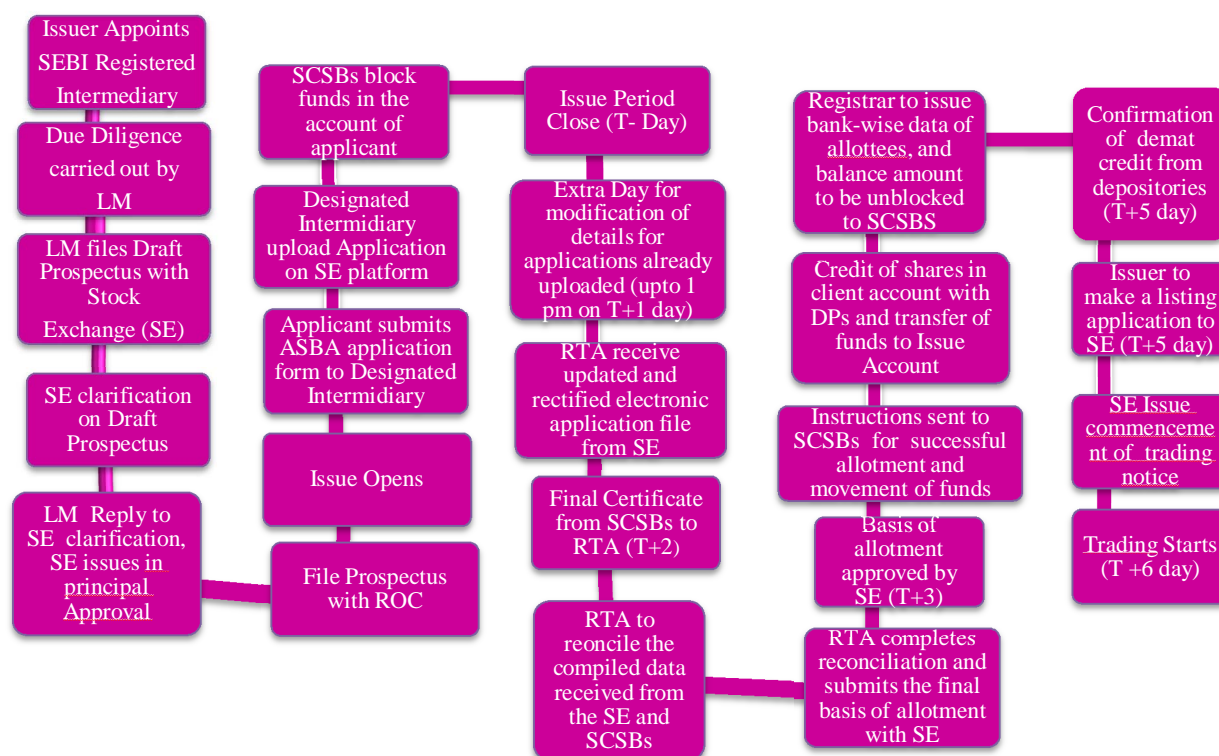 Issuer Appoints
SEBI Registered
Intermediary
Due Diligence
carried out by
LM
LM files Draft
Prospectus with
Stock
Exchange (SE)
SE clarification
on Draft
Prospectus
LM Reply to
SE clarification,
SE issues in
principal
Approval
File Prospectus
with ROC
Issue Opens
Applicant submits
ASBA application
form to Designated
Intermidiary
Designated
Intermidiary
upload Application
on SE platform
SCSBs block
funds in the
account of
applicant
Issue Period
Close (T- Day)
Extra Day for
modification of
details for
applications already
uploaded (upto 1
pm on T+1 day)
RTA receive
updated and
rectified electronic
application file
from SE
Final Certificate
from SCSBs to
RTA (T+2)
RTA to
reconcile the
compiled data
received from
the SE and
SCSBs
RTA completes
reconciliation and
submits the final
basis of allotment
with SE
Basis of
allotment
approved by
SE (T+3)
Instructions sent to
SCSBs for successful
allotment and
movement of funds
Credit of shares in
client account with
DPs and transfer of
funds to Issue
Account
Registrar to issue
bank-wise data of
allottees, and
balance amount
to be unblocked
to SCSBS
Confirmation
of demat
credit from
depositories
(T+5 day)
Issuer to
make a listing
application to
SE (T+5 day)
SE Issue
commenceme
nt of trading
notice
Trading Starts
(T +6 day)